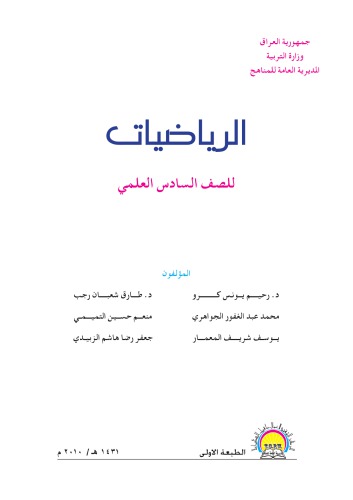 جمهورية العراق
وزارة التربية
المديرية العامة للمناهج
الرياضيات
للصف السادس العلمي
المؤلفون
د. رحيم يونس كرو د. طارق شعبان رجب
محمد عبد الغفور الجواهري منعم حسين التميمي
يوسف شريف المعمار جعفر رضا هاشم الزبيدي
الطبعة الاولى ١٤٣١ هـ / ٢٠١٠ م